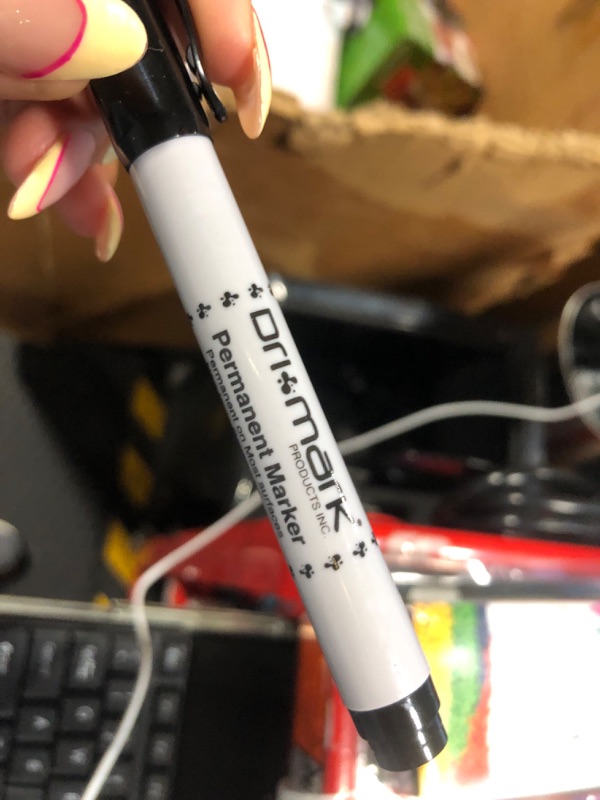 Dri mark
PRODUCTS INC.
Permanent Marker
Permanent on Most surfaces